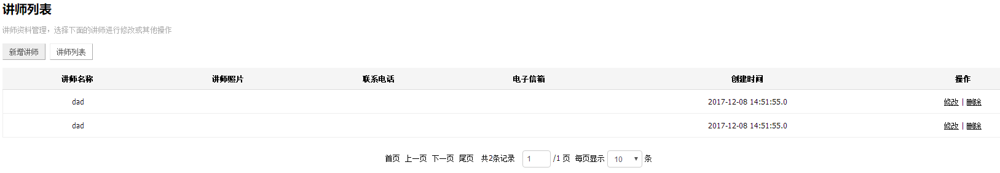 讲师列表
讲师资料管理，选择下面的讲师进行修改或其他操作
新增讲师 讲师列表
讲师名称 讲师照片 联系电话 电子信箱 创建时间 操作
dad 2017-12-08 14:51:55.0 修改 | 删除
dad 2017-12-08 14:51:55.0 修改 | 删除
首页 上一页 下一页 尾页 共2条记录 1 /1 页 每页显示 10 条